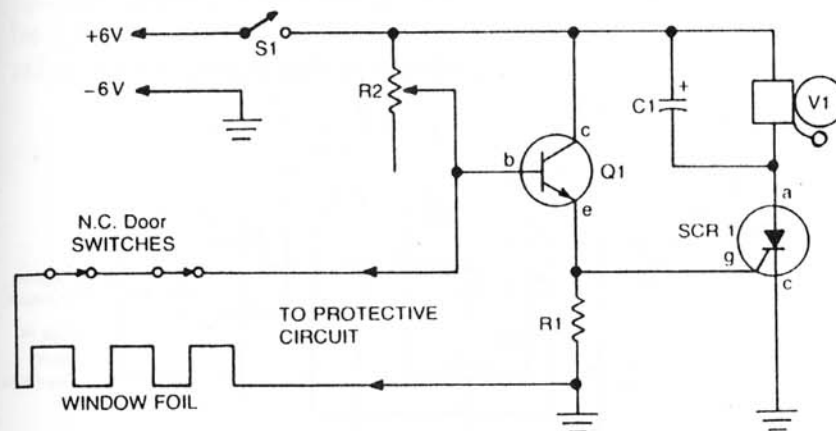 +6V
S1
-6V
R2
C1
+
V1
b
c
Q1
e
a
SCR 1
g
c
N.C. Door
SWITCHES
TO PROTECTIVE
CIRCUIT
R1
WINDOW FOIL